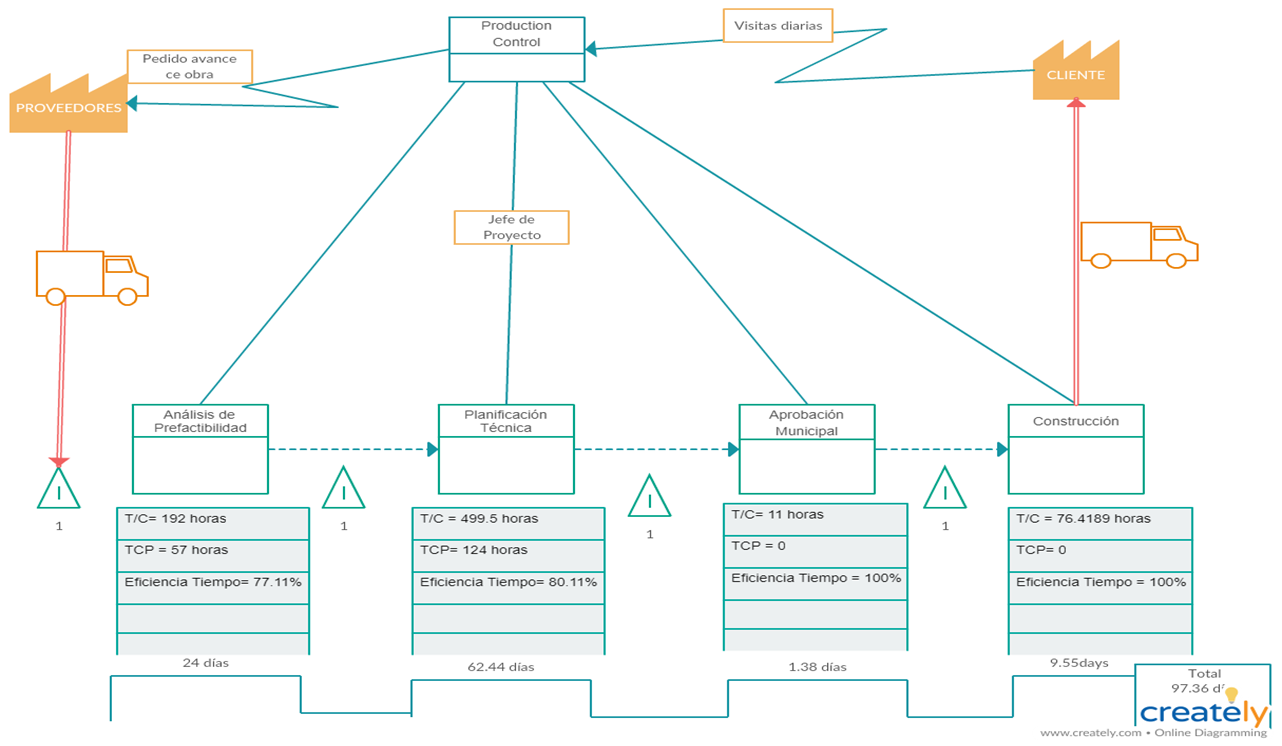 Production
Control
Visitas diarias
Pedido avance
ce obra
PROVEEDORES
CLIENTE
Jefe de
Proyecto
Análisis de
Prefactibilidad
Planificación
Técnica
Aprobación
Municipal
Construcción
I
I
I
I
1
1
1
1
T/C= 192 horas
TCP = 57 horas
Eficiencia Tiempo= 77.11%
T/C = 499.5 horas
TCP= 124 horas
Eficiencia Tiempo= 80.11%
T/C= 11 horas
TCP = 0
Eficiencia Tiempo = 100%
T/C = 76.4189 horas
TCP= 0
Eficiencia Tiempo = 100%
24 días
62.44 días
1.38 días
9.55days
Total
97.36
creately
www.creately.com • Online Diagramming